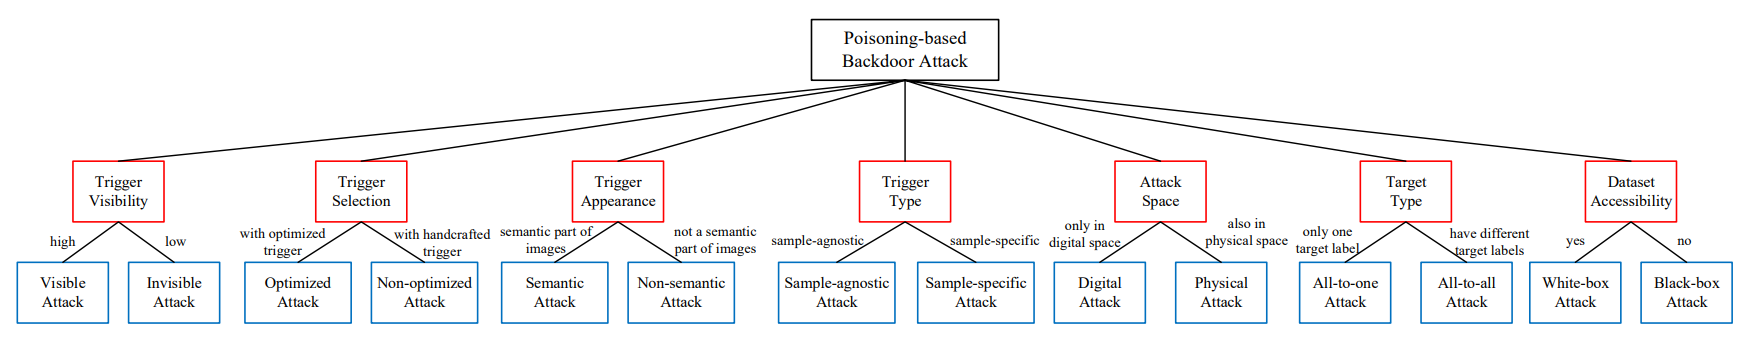 Poisoning-based
Backdoor Attack
Trigger
Visibility
Trigger
Selection
Trigger
Appearance
Trigger
Type
Attack
Space
Target
Type
Dataset
Accessibility
high
low
with optimized
trigger
with handcrafted
trigger
semantic part of
images
not a semantic
part of images
sample-agnostic
sample-specific
only in
digital space
also in
physical space
only one
target label
have different
target labels
yes
no
Visible
Attack
Invisible
Attack
Optimized
Attack
Non-optimized
Attack
Semantic
Attack
Non-semantic
Attack
Sample-agnostic
Attack
Sample-specific
Attack
Digital
Attack
Physical
Attack
All-to-one
Attack
All-to-all
Attack
White-box
Attack
Black-box
Attack